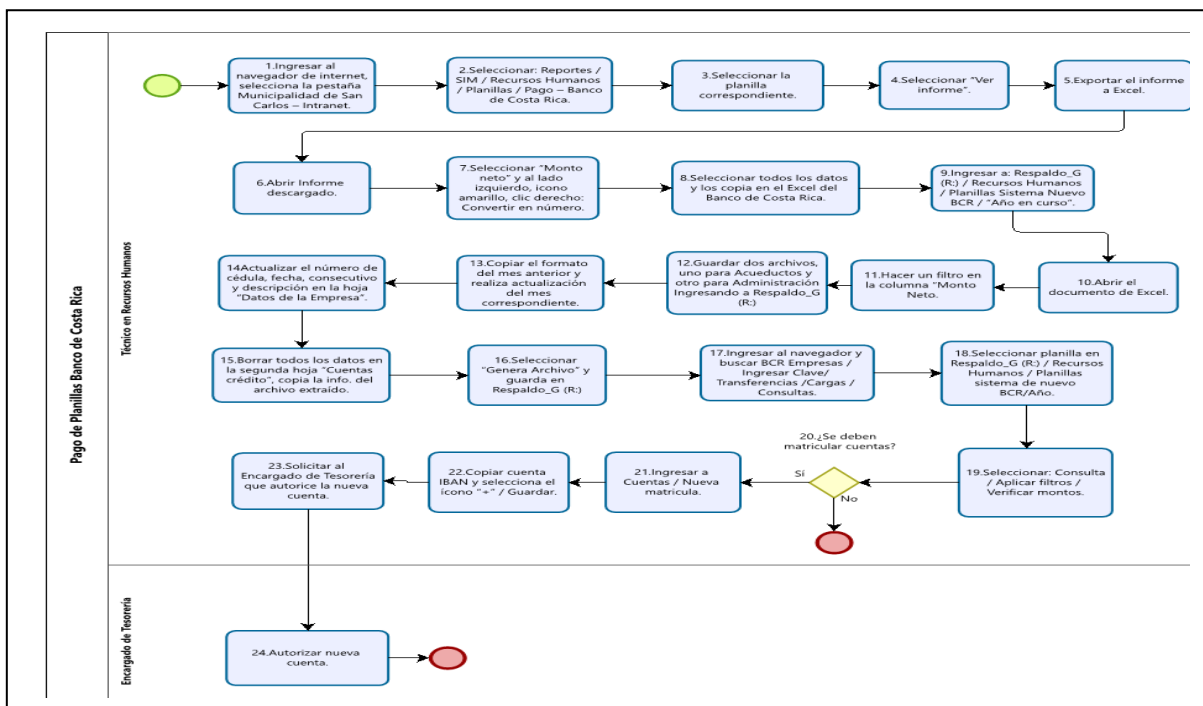 Pago de Planillas Banco de Costa Rica
Técnico en Recursos Humanos
1.Ingresar al
navegador de internet,
selecciona la pestaña
Municipalidad de San
Carlos – Intranet.
2.Seleccionar: Reportes /
SIM / Recursos Humanos
/ Planillas / Pago – Banco
de Costa Rica.
3.Seleccionar la
planilla
correspondiente.
4.Seleccionar “Ver
informe”.
5.Exportar el informe
a Excel.
6.Abrir Informe
descargado.
7.Seleccionar “Monto
neto” y al lado
izquierdo, icono
amarillo, clic derecho:
Convertir en número.
8.Seleccionar todos los datos
y los copia en el Excel del
Banco de Costa Rica.
9.Ingresar a: Respaldo_G
(R:) / Recursos Humanos
/ Planillas Sistema Nuevo
BCR / “Año en curso”.
10.Abrir el
documento de Excel.
11.Hacer un filtro en
la columna “Monto
Neto.
12.Guardar dos archivos,
uno para Acueductos y
otro para Administración
Ingresando a Respaldo_G
(R:)
13.Copiar el formato
del mes anterior y
realiza actualización
del mes
correspondiente.
14Actualizar el número de
cédula, fecha, consecutivo
y descripción en la hoja
“Datos de la Empresa”.
15.Borrar todos los datos en
la segunda hoja “Cuentas
crédito”, copia la info. del
archivo extraído.
16.Seleccionar
“Genera Archivo” y
guarda en
Respaldo_G (R:)
17.Ingresar al navegador y
buscar BCR Empresas /
Ingresar Clave/
Transferencias /Cargas /
Consultas.
18.Seleccionar planilla en
Respaldo_G (R:) / Recursos
Humanos / Planillas
sistema de nuevo
BCR/Año.
19.Seleccionar: Consulta
/ Aplicar filtros /
Verificar montos.
20.¿Se deben
matricular cuentas?
Sí
No
21.Ingresar a
Cuentas / Nueva
matrícula.
22.Copiar cuenta
IBAN y selecciona el
ícono “+” / Guardar.
23.Solicitar al
Encargado de Tesorería
que autorice la nueva
cuenta.
Encargado de Tesorería
24.Autorizar nueva
cuenta.